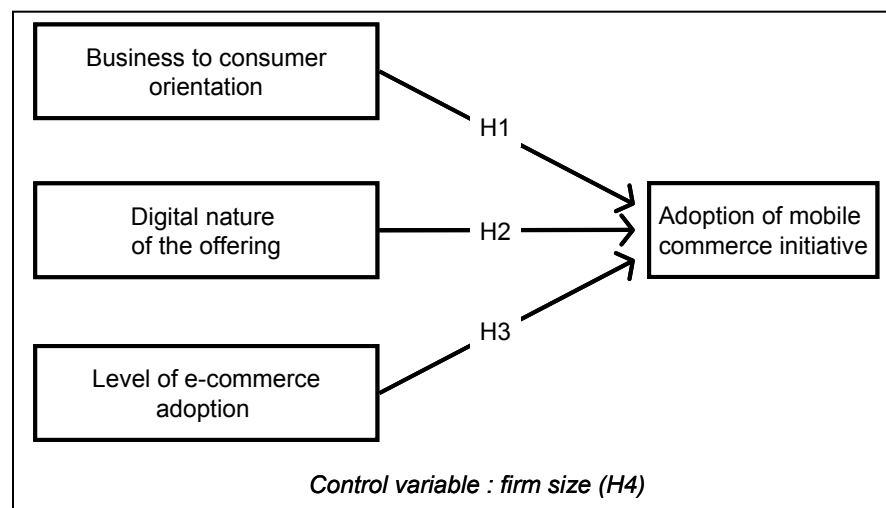 Business to consumer
orientation
H1
Digital nature
of the offering
H2
Adoption of mobile
commerce initiative
H3
Level of e-commerce
adoption
Control variable : firm size (H4)